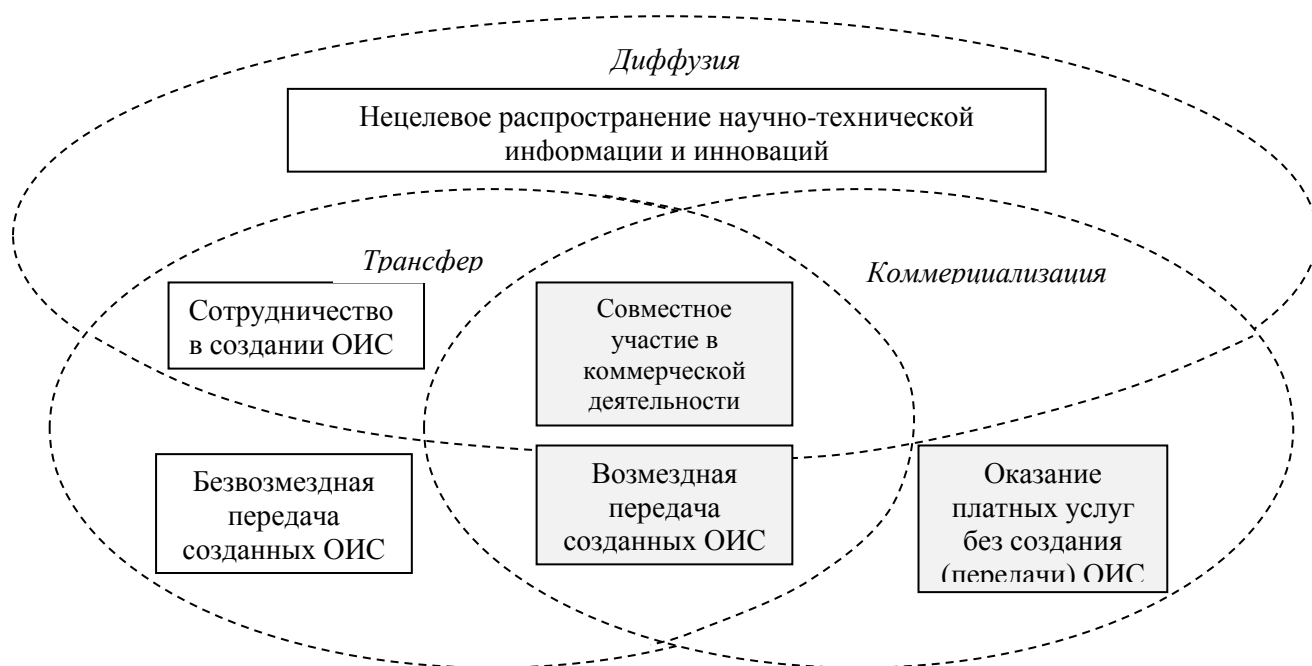 Диффузия
Нецелевое распространение научно-технической
информации и инноваций
Трансфер
Коммерциализация
Сотрудничество
в создании ОИС
Совместное
участие в
коммерческой
деятельности
Безвозмездная
передача
созданных ОИС
Возмездная
передача
созданных ОИС
Оказание
платных услуг
без создания
(передачи) ОИС